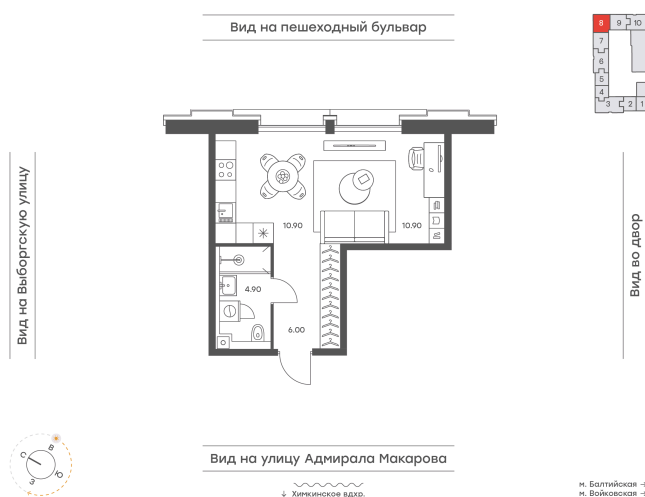 Вид на пешеходный бульвар
8 9 10
7
6
5
4
3 2 1
Вид на Выборгскую улицу
Вид во двор
10.90 10.90
4.90
6.00
Вид на улицу Адмирала Макарова
↓ Химкинское вдхр.
С В
З Ю
м. Балтийская
м. Войковская